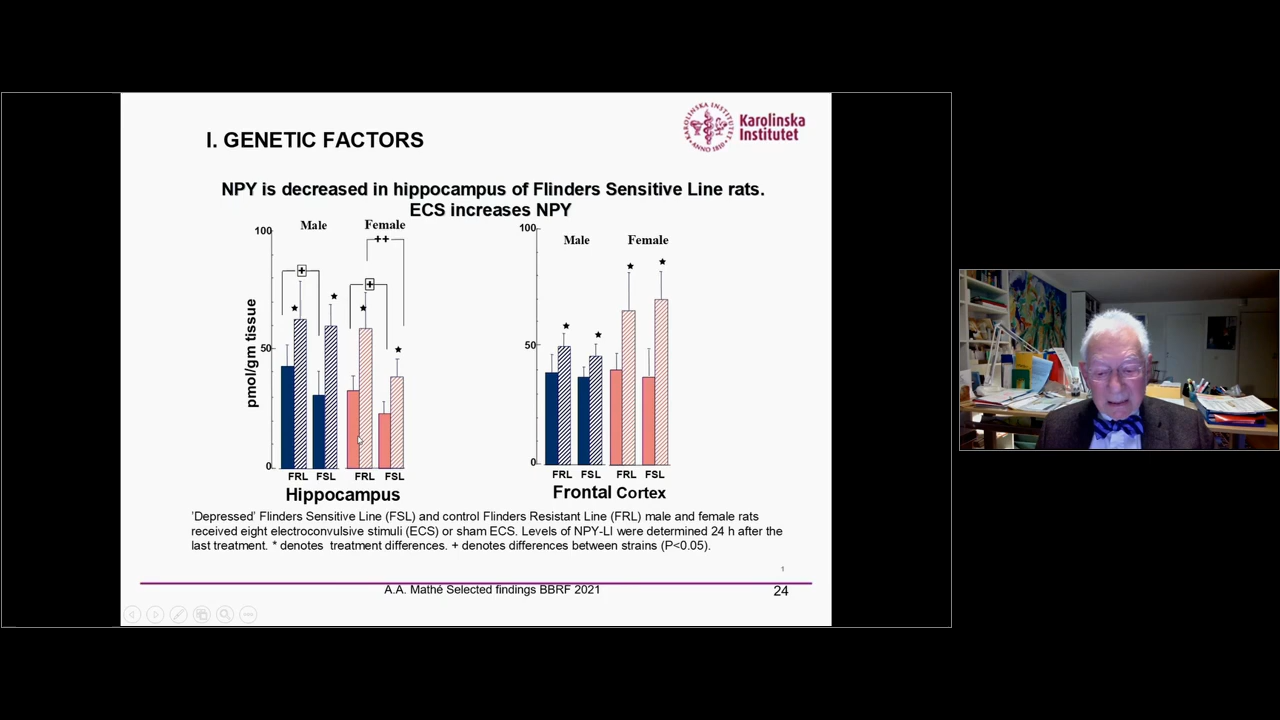 I. GENETIC FACTORS
ANNO 1810
Karolinska
Institutet
NPY is decreased in hippocampus of Flinders Sensitive Line rats.
ECS increases NPY
Male
Female
++
+
+
100
50
0
pmol/gm tissue
FRL
FSL
FRL
FSL
Hippocampus
Male
Female
100
50
0
FRL
FSL
FRL
FSL
Frontal Cortex
'Depressed' Flinders Sensitive Line (FSL) and control Flinders Resistant Line (FRL) male and female rats
received eight electroconvulsive stimuli (ECS) or sham ECS. Levels of NPY-LI were determined 24 h after the
last treatment. * denotes treatment differences. + denotes differences between strains (P<0.05).
1
A.A. Mathé Selected findings BBRF 2021
24